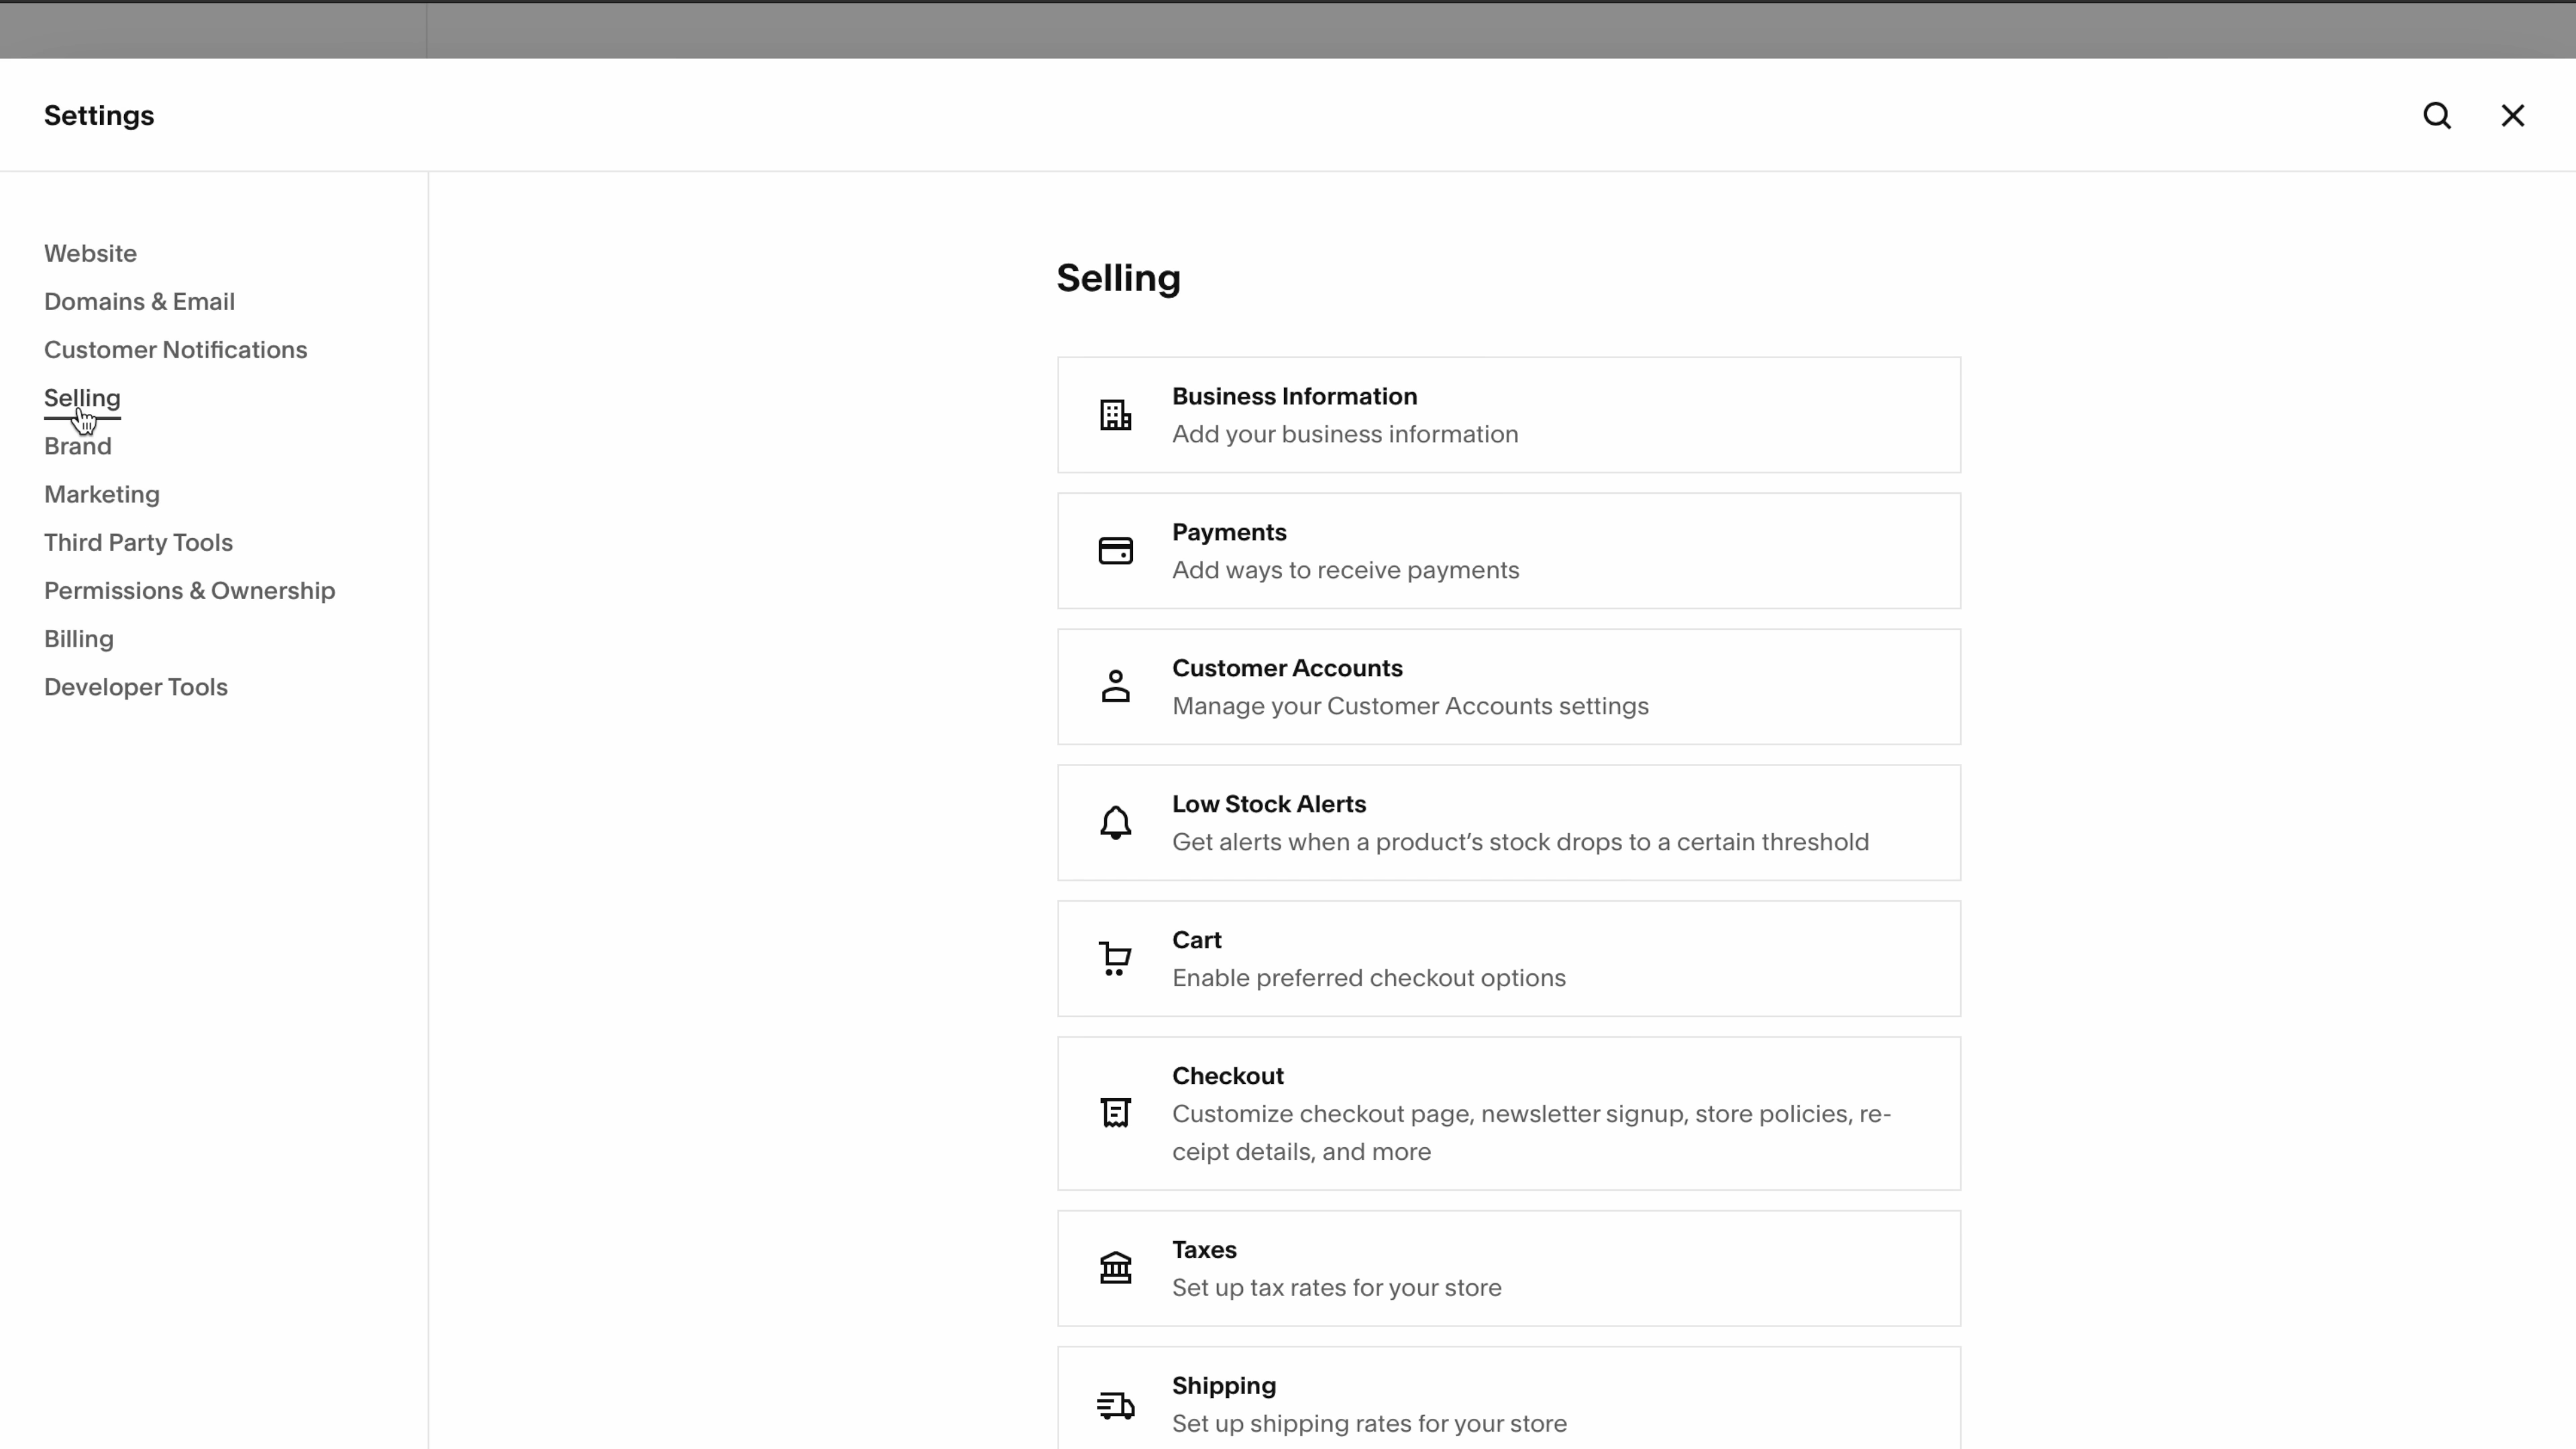 Settings
Website
Domains & Email
Customer Notifications
Selling
Brand
Marketing
Third Party Tools
Permissions & Ownership
Billing
Developer Tools
Selling
Business Information
Add your business information
Payments
Add ways to receive payments
Customer Accounts
Manage your Customer Accounts settings
Low Stock Alerts
Get alerts when a product's stock drops to a certain threshold
Cart
Enable preferred checkout options
Checkout
Customize checkout page, newsletter signup, store policies, re-
ceipt details, and more
Taxes
Set up tax rates for your store
Shipping
Set up shipping rates for your store